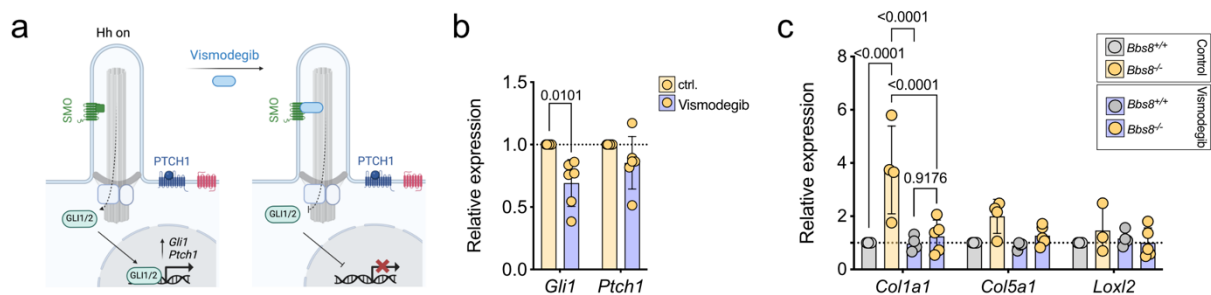 a
Hh on
Vismodegib
SMO
PTCH1
GLI1/2
Gli1
Ptch1
GLI1/2
SMO
PTCH1
GLI1/2
b
Relative expression
1.5
1.0
0.5
0.0
0.0101
Gli1 Ptch1
ctrl.
Vismodegib
c
Relative expression
8
6
4
2
0
<0.0001
<0.0001
<0.0001
0.9176
Col1a1 Col5a1 Loxl2
Bbs8+/+
Bbs8-/-
Control
Bbs8+/+
Bbs8-/-
Vismodegib